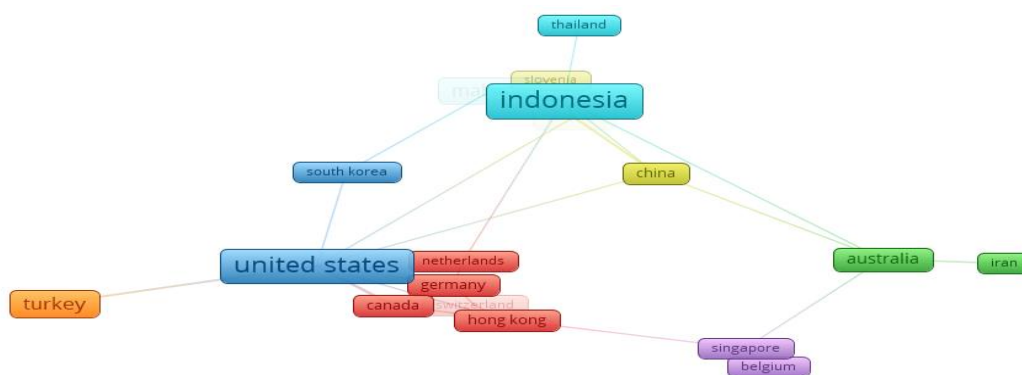 thailand
slovenia
indonesia
south korea
china
united states
netherlands
australia
iran
germany
switzerland
canada
turkey
hong kong
singapore
belgium